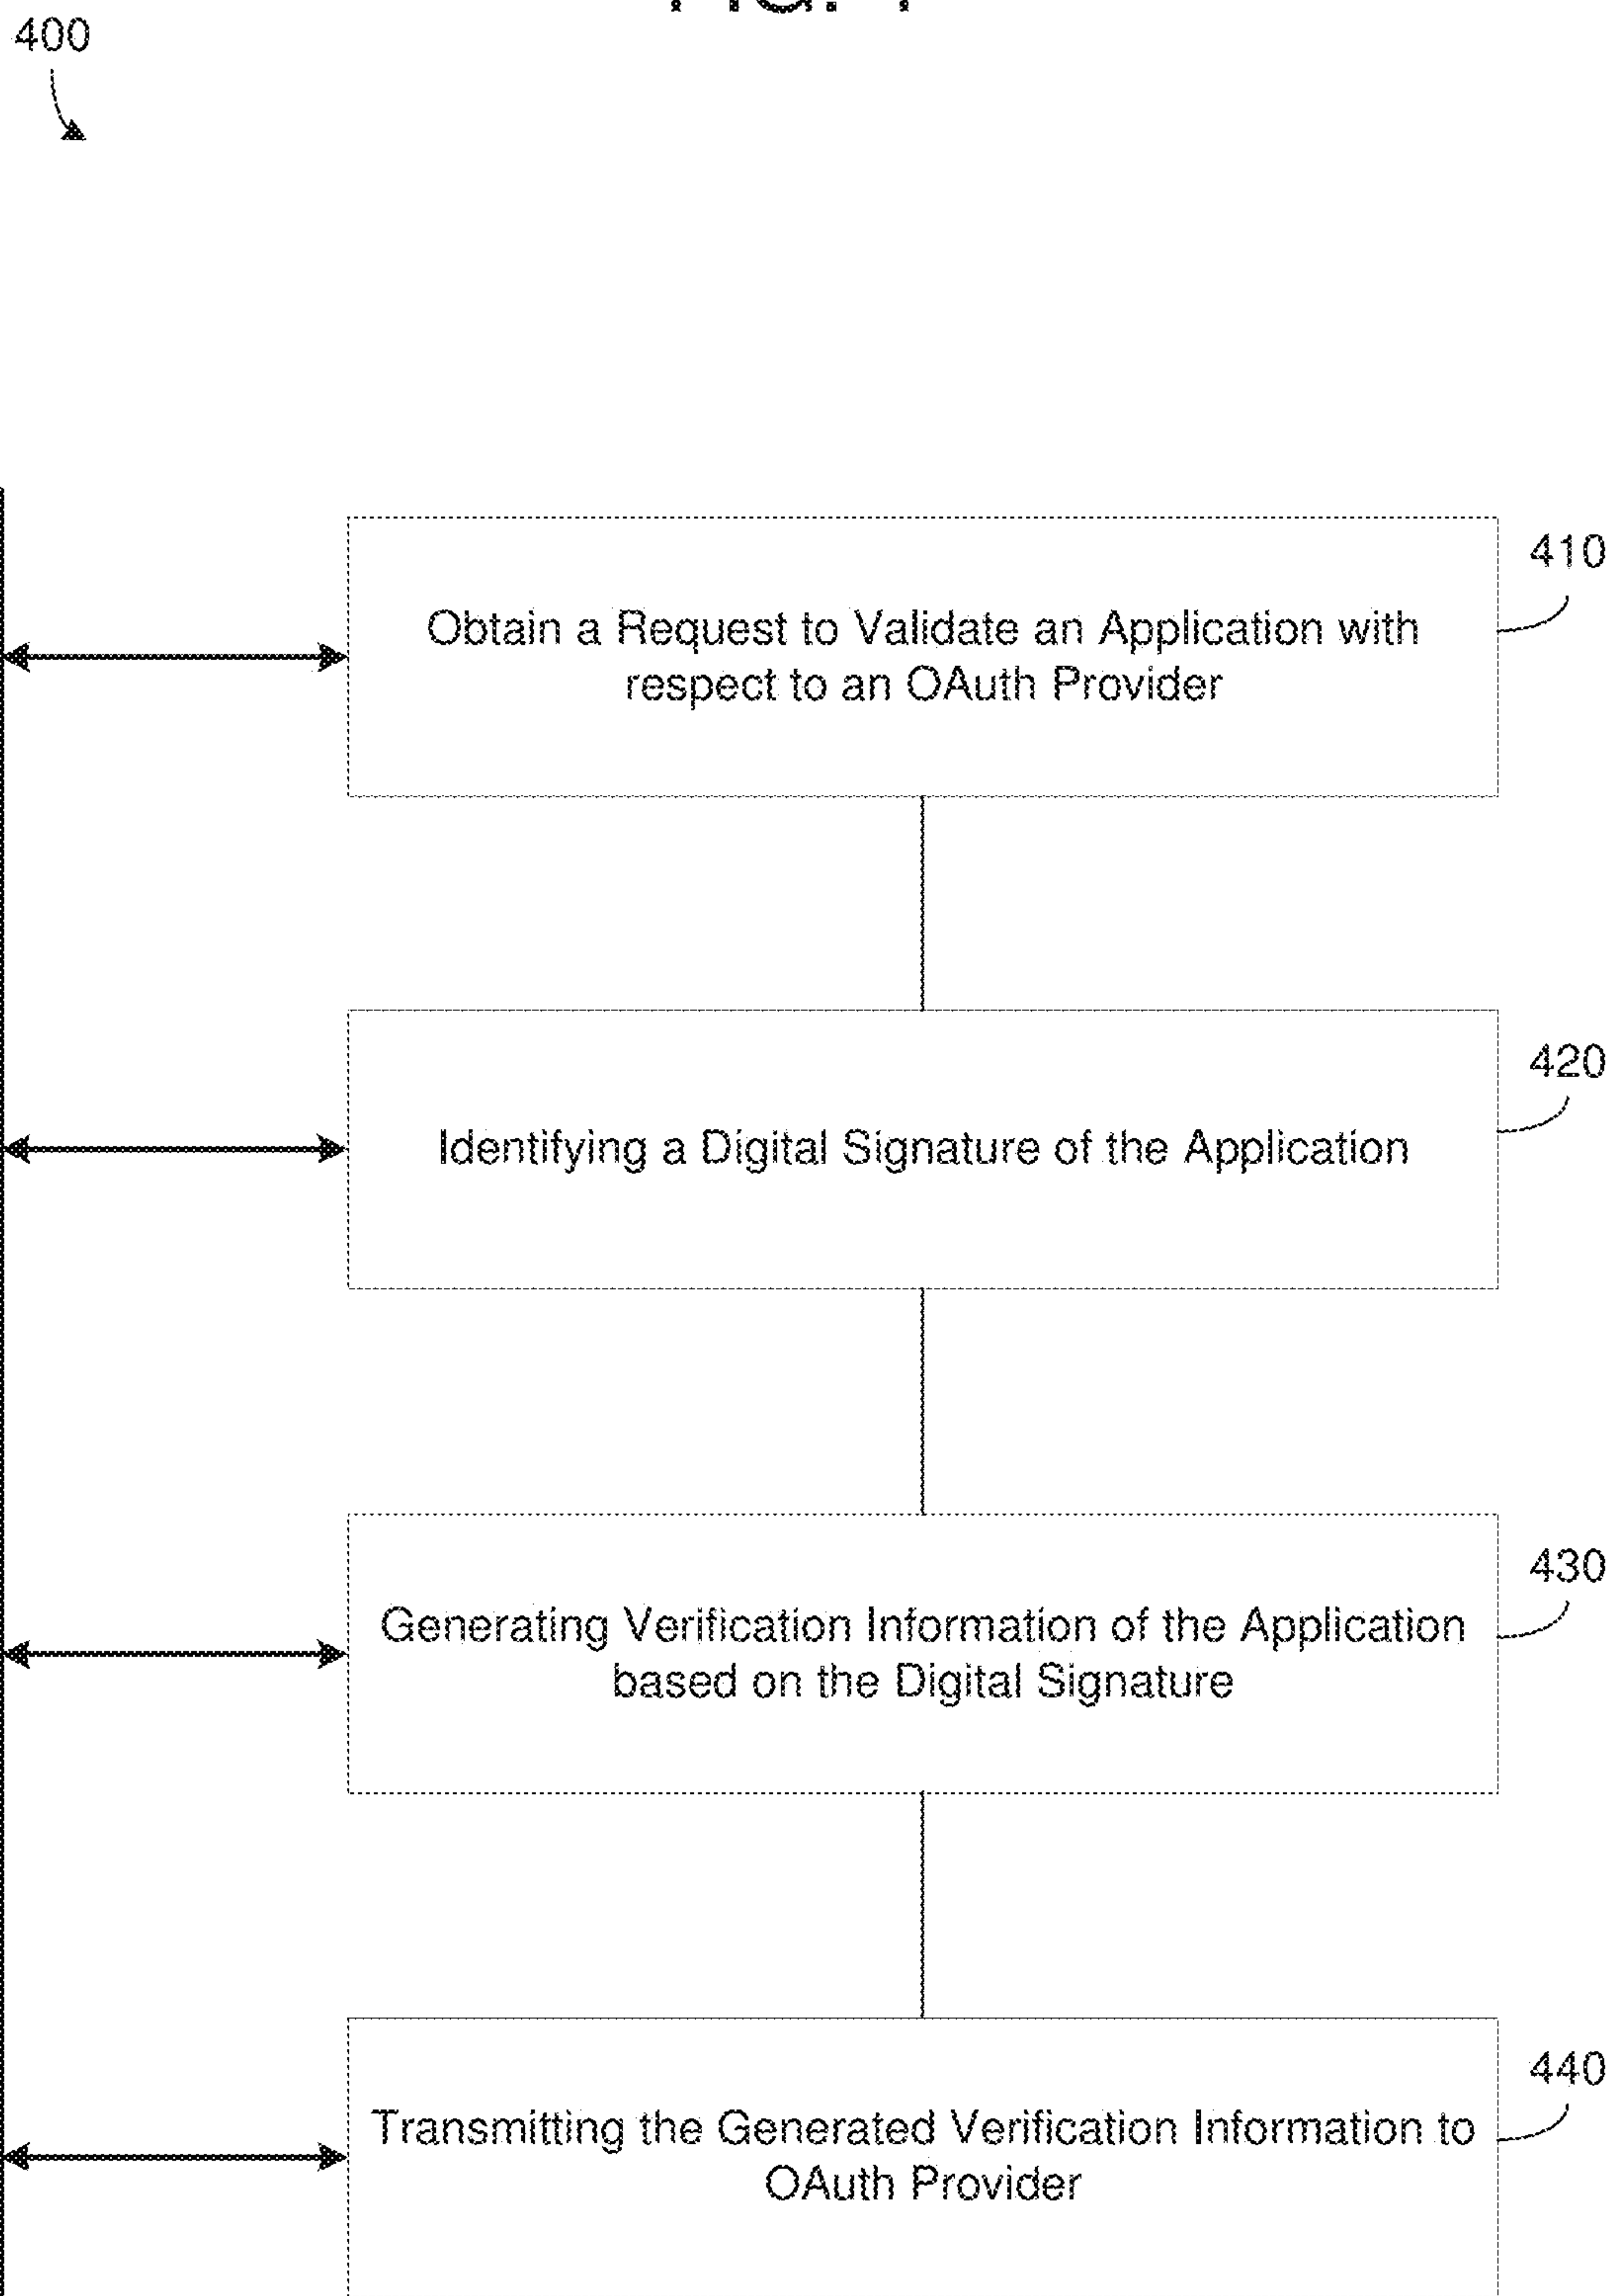 400
410
Obtain a Request to Validate an Application with
respect to an OAuth Provider
420
Identifying a Digital Signature of the Application
430
Generating Verification Information of the Application
based on the Digital Signature
440
Transmitting the Generated Verification Information to
OAuth Provider